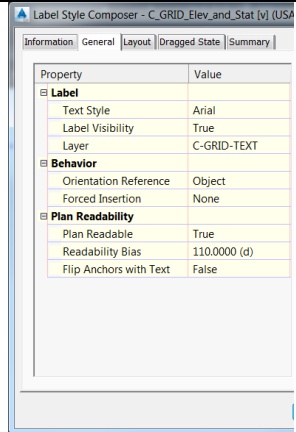 Label Style Composer - C_GRID_Elev_and_Stat [v] (USA
Information General Layout Dragged State Summary
Property Value
Label
Text Style Arial
Label Visibility True
Layer C-GRID-TEXT
Behavior
Orientation Reference Object
Forced Insertion None
Plan Readability
Plan Readable True
Readability Bias 110.0000 (d)
Flip Anchors with Text False